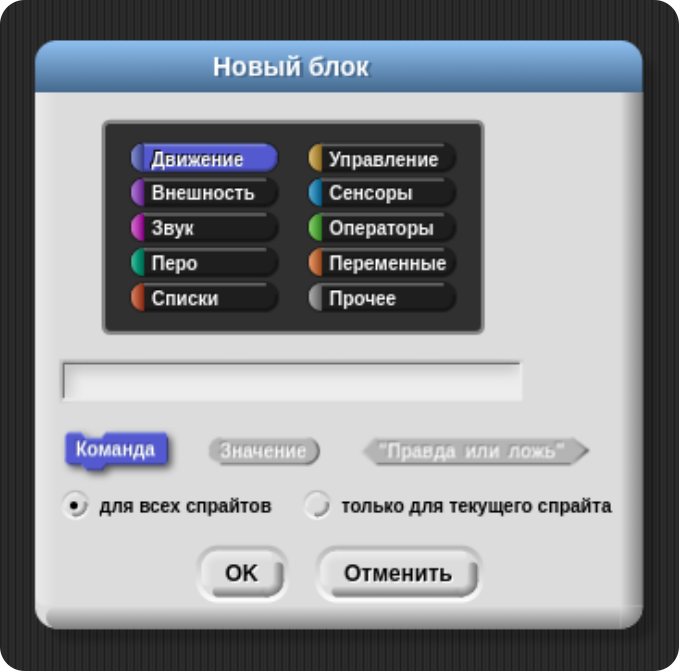 Новый блок
Движение Управление
Внешность Сенсоры
Звук Операторы
Перо Переменные
Списки Прочее
Команда Значение "Правда или ложь"
для всех спрайтов только для текущего спрайта
OK Отменить